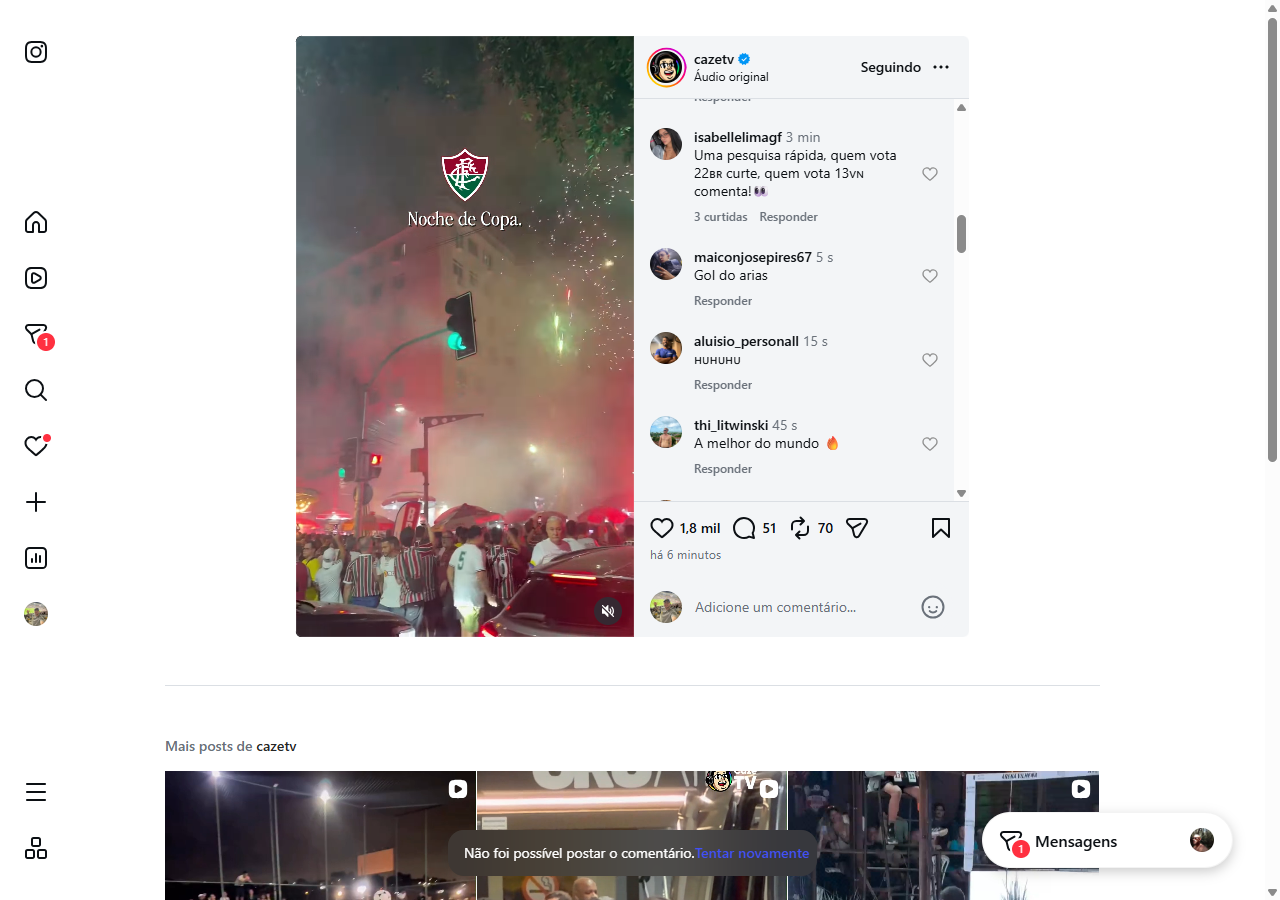 Noche de Copa.
cazetv
Áudio original
Seguindo
Responder
isabellelimagf 3 min
Uma pesquisa rápida, quem vota
22ʙʀ curte, quem vota 13ᴠɴ
comenta!👀
3 curtidas Responder
maiconjosepires67 5 s
Gol do arias
Responder
aluisio_personall 15 s
ʜᴜʜᴜʜᴜ
Responder
thi_litwinski 45 s
A melhor do mundo 🔥
Responder
1,8 mil 51 70
há 6 minutos
Adicione um comentário...
1
Mais posts de cazetv
TV
Não foi possível postar o comentário.Tentar novamente
1
Mensagens